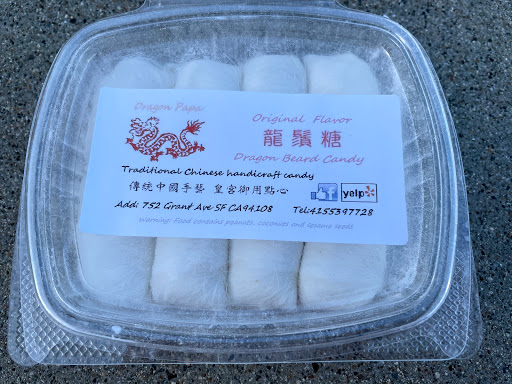 Dragon Papa
Original Flavor
龍鬚糖
Dragon Beard Candy
Traditional Chinese handicraft candy
傳統中國手藝 皇宮御用點心
yelp
Add: 752 Grant Ave SF CA94108 Tel:4155397728
Warning: Food contains peanuts, coconuts and sesame seeds